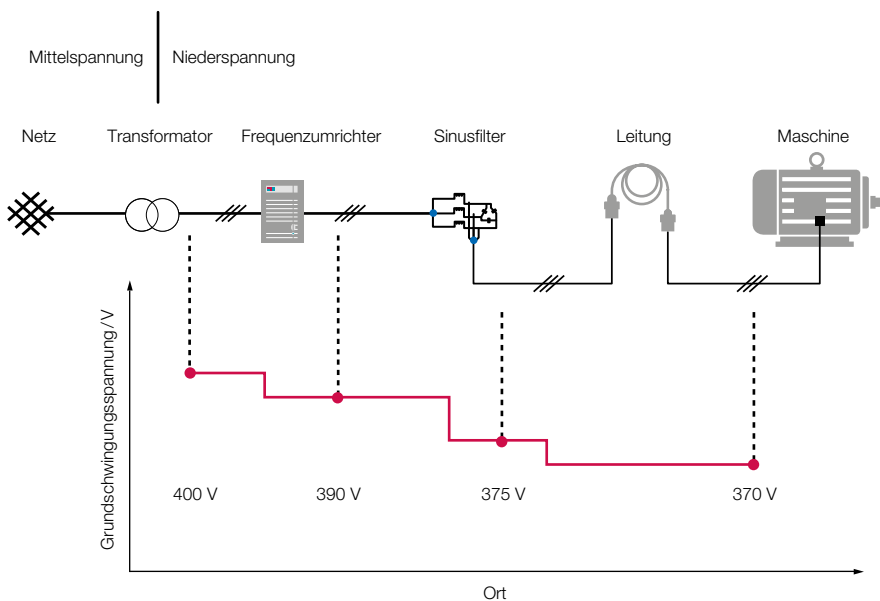 Mittelspannung
Niederspannung
Netz
Transformator
Frequenzumrichter
Sinusfilter
Leitung
Maschine
Grundschwingungsspannung/V
400 V
390 V
375 V
370 V
Ort